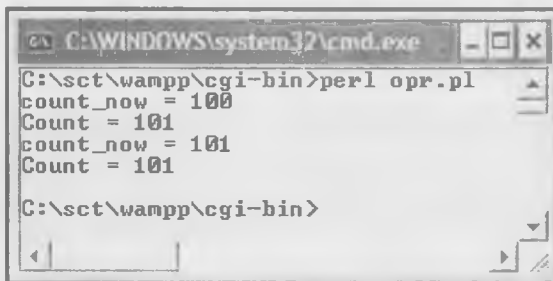 C:\WINDOWS\system32\cmd.exe
C:\sct\wampp\cgi-bin>perl opr.pl
count_now = 100
Count = 101
count_now = 101
Count = 101
C:\sct\wampp\cgi-bin>